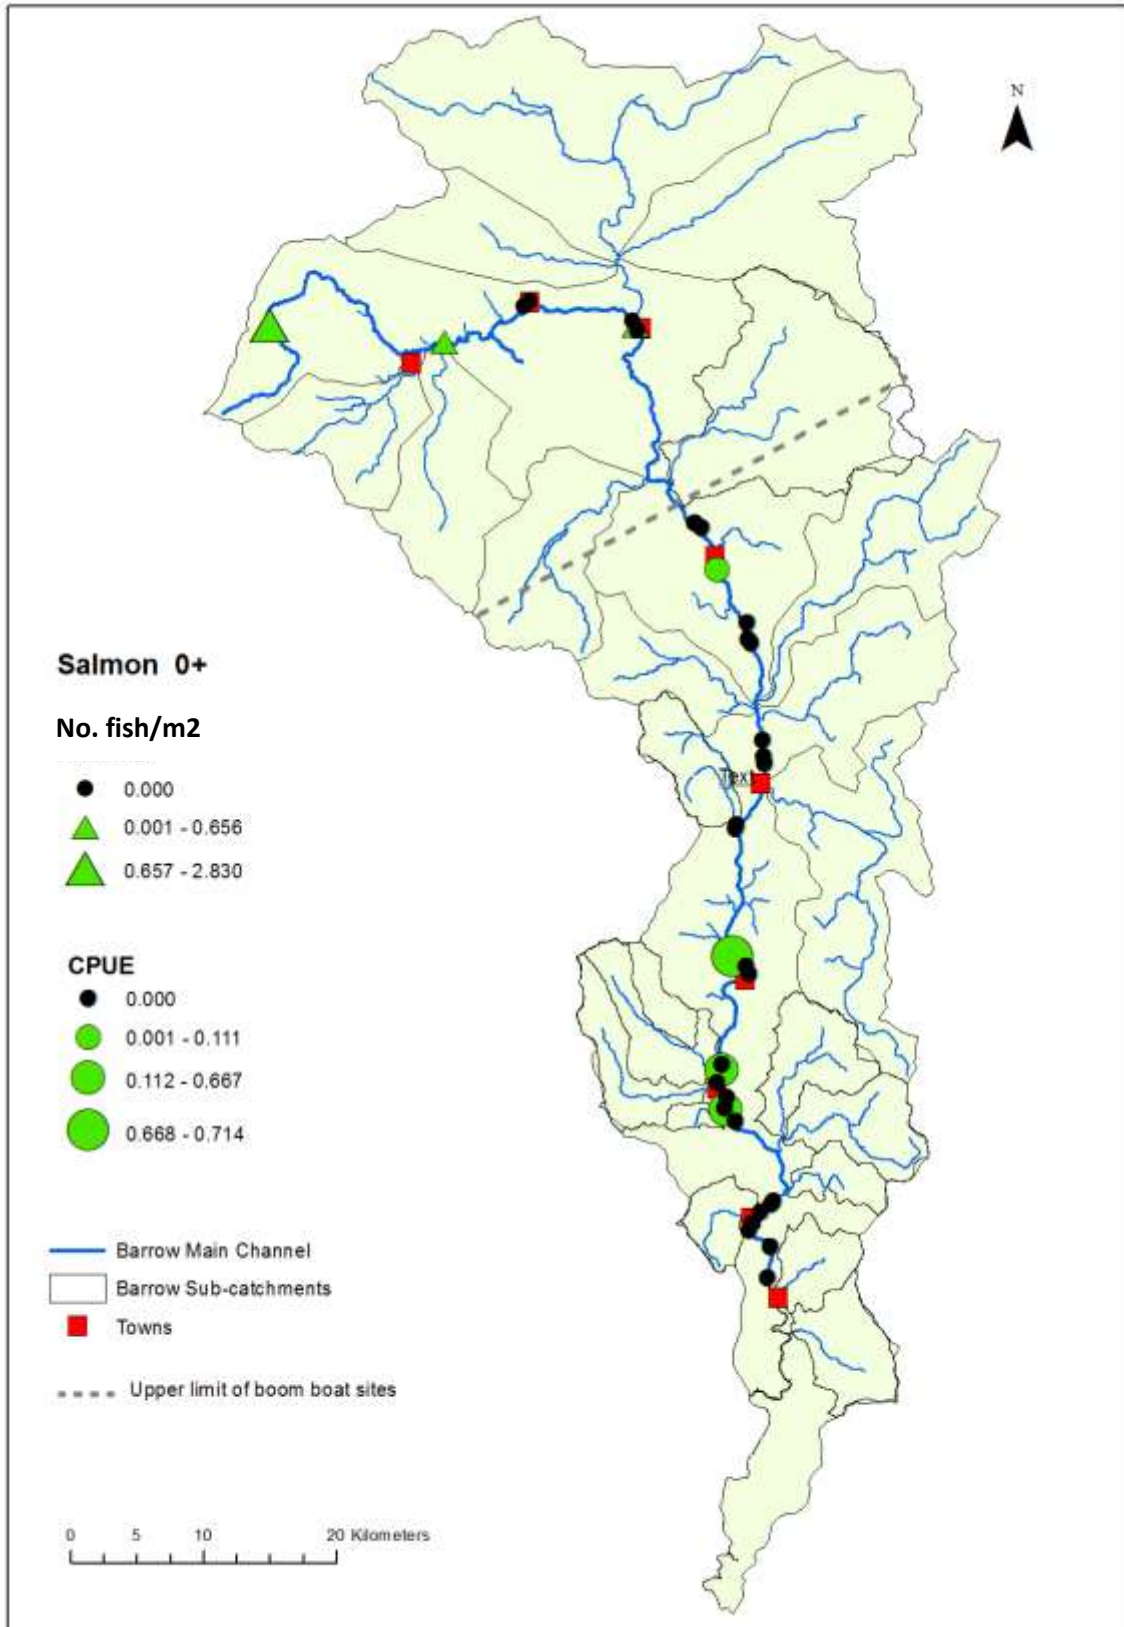 N
Text
Salmon 0+
No. fish/m2
0.000
0.001 - 0.656
0.657 - 2.830
CPUE
0.000
0.001 - 0.111
0.112 - 0.667
0.668 - 0.714
Barrow Main Channel
Barrow Sub-catchments
Towns
Upper limit of boom boat sites
0 5 10 20 Kilometers